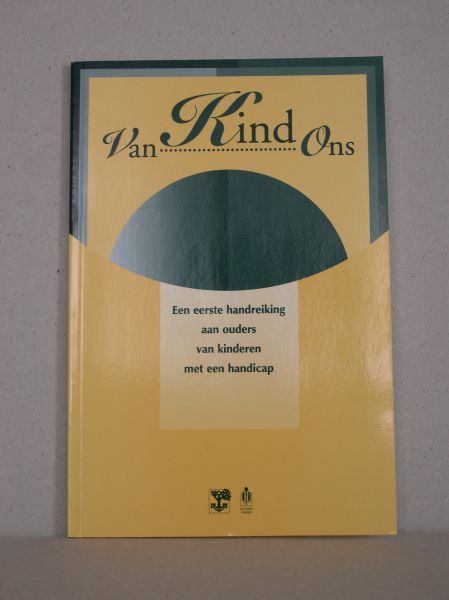 Van Kind Ons
Een eerste handreiking
aan ouders
van kinderen
met een handicap